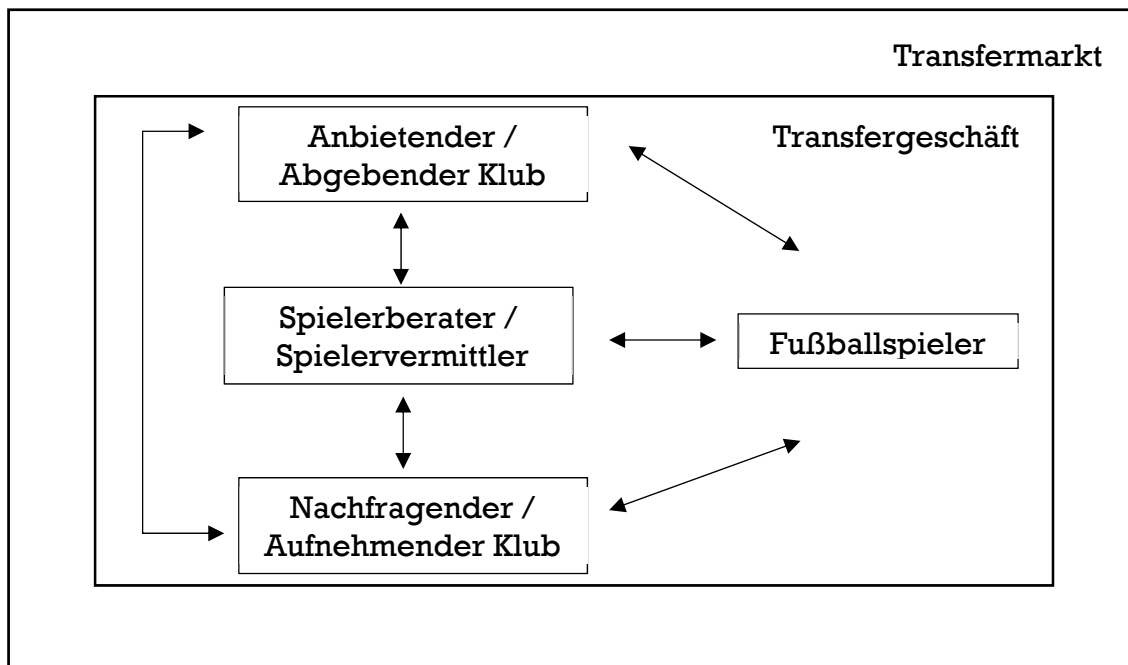 Transfermarkt
Transfergeschäft
Anbietender /
Abgebender Klub
Spielerberater /
Spielervermittler
Fußballspieler
Nachfragender /
Aufnehmender Klub